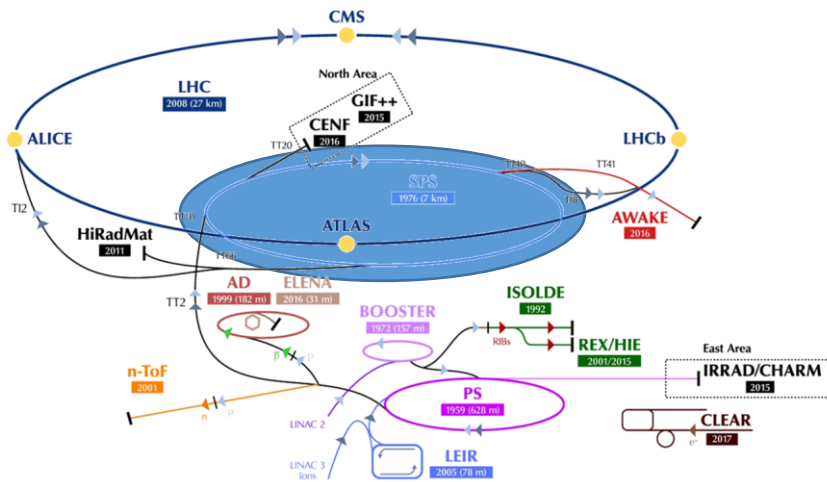 CMS
North Area
LHC
2008 (27 km)
GIF++
2015
CENF
2016
TT20
ALICE
LHCb
TT41
SPS
1976 (7 km)
TI2
TI8
ATLAS
HiRadMat
2011
TT66
AWAKE
2016
AD
1999 (182 m)
ELENA
2016 (31 m)
TT2
BOOSTER
1972 (157 m)
ISOLDE
1992
RIBs
REX/HIE
2001/2015
p
p
East Area
n-ToF
2001
IRRAD/CHARM
2015
PS
1959 (628 m)
n
p
LINAC 2
CLEAR
2017
e-
LEIR
2005 (78 m)
LINAC 3
Ions